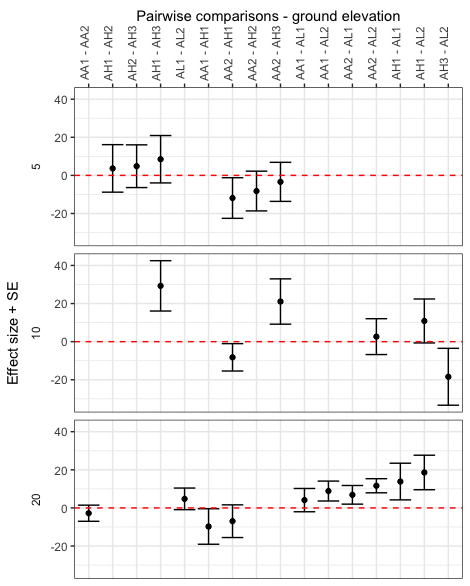 Pairwise comparisons - ground elevation
AA1 - AA2
AH1 - AH2
AH2 - AH3
AH1 - AH3
AL1 - AL2
AA1 - AH1
AA2 - AH1
AA2 - AH2
AA2 - AH3
AA1 - AL1
AA1 - AL2
AA2 - AL1
AA2 - AL2
AH1 - AL1
AH1 - AL2
AH3 - AL2
Effect size + SE
5
40
20
0
-20
10
40
20
0
-20
20
40
20
0
-20